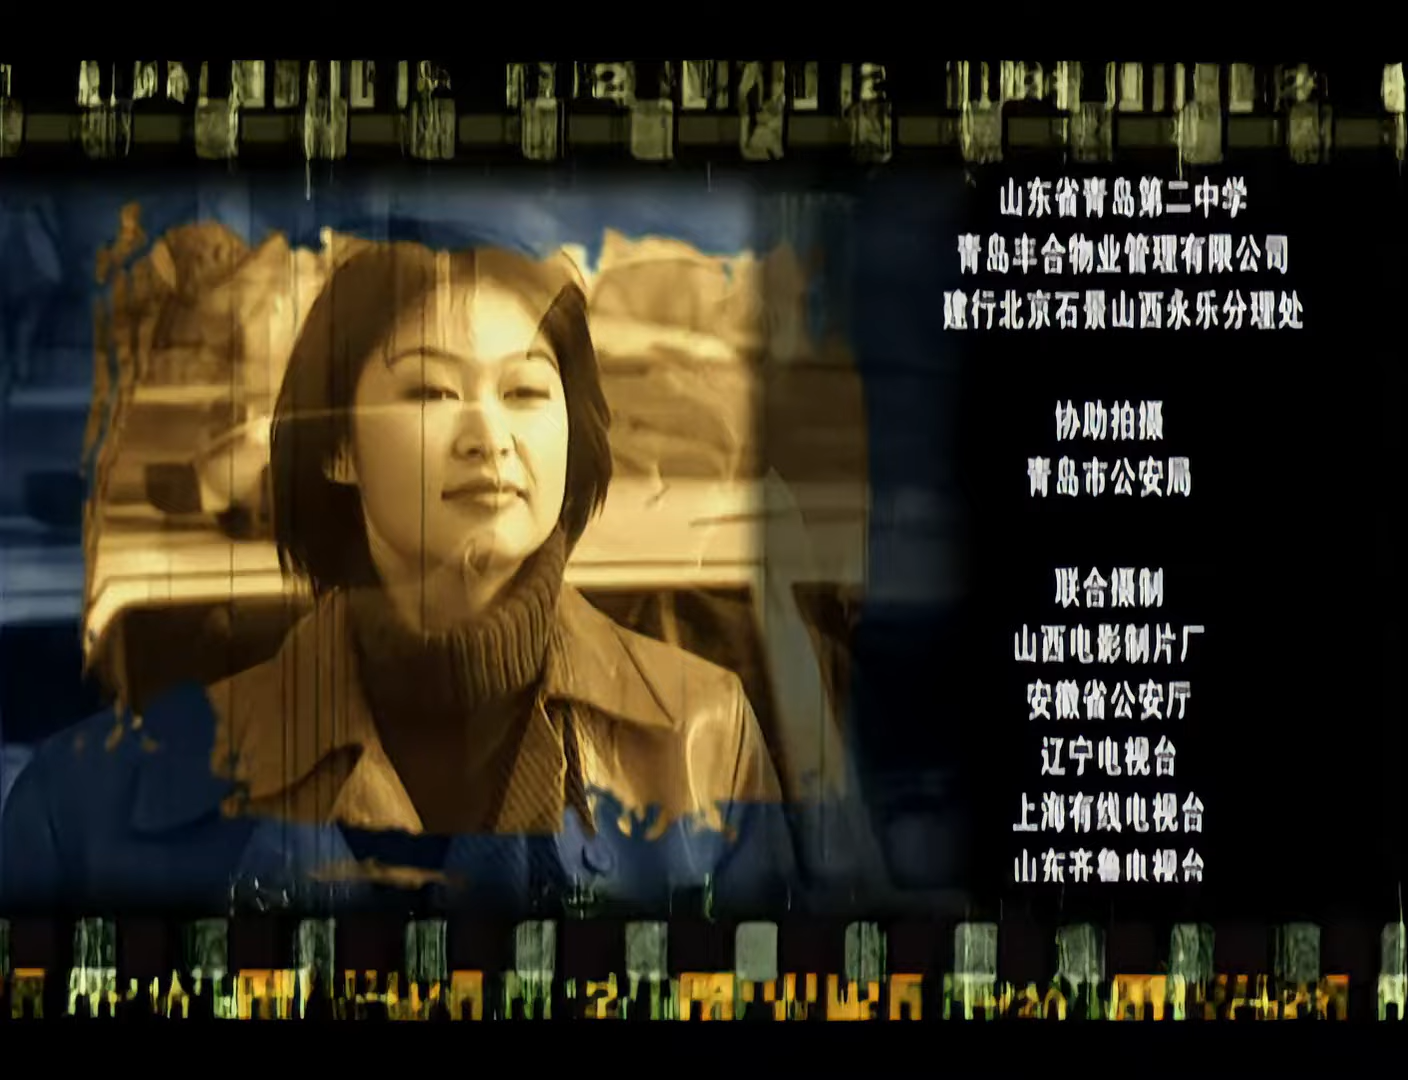 山东省青岛第二中学
青岛丰合物业管理有限公司
建行北京石景山西永乐分理处
协助拍摄
青岛市公安局
联合摄制
山西电影制片厂
安徽省公安厅
辽宁电视台
上海有线电视台
山东齐鲁电视台